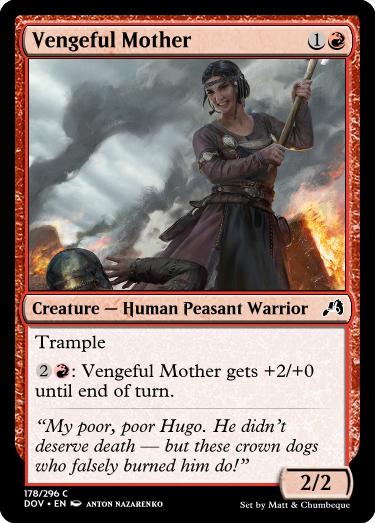 Vengeful Mother 1
Creature — Human Peasant Warrior
Trample
2 : Vengeful Mother gets +2/+0
until end of turn.
“My poor, poor Hugo. He didn’t
deserve death — but these crown dogs
who falsely burned him do!”
2/2
178/296 C
DOV • EN ANTON NAZARENKO
Set by Matt & Chumbeque